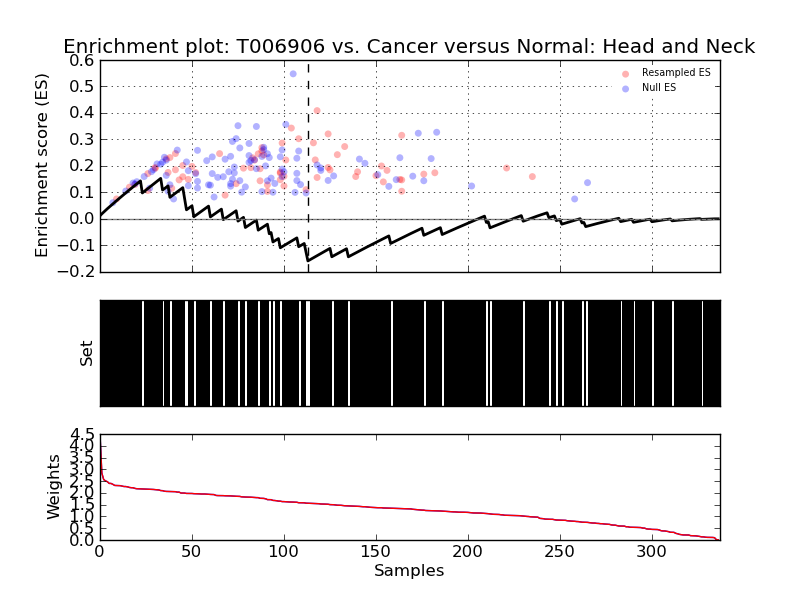 Enrichment plot: T006906 vs. Cancer versus Normal: Head and Neck
Enrichment score (ES)
0.6
0.5
0.4
0.3
0.2
0.1
0.0
−0.1
−0.2
Resampled ES
Null ES
Set
Weights
4.5
4.0
3.5
3.0
2.5
2.0
1.5
1.0
0.5
0.0
0 50 100 150 200 250 300
Samples